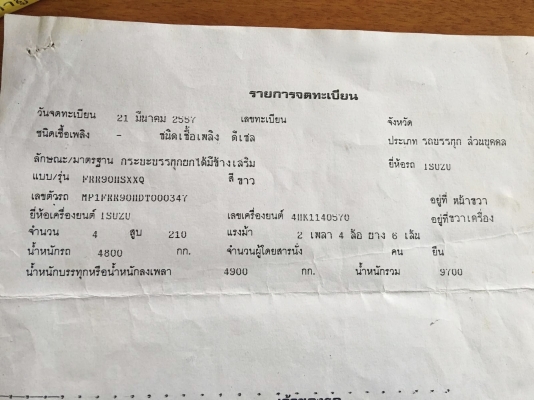 รายการจดทะเบียน
วันจดทะเบียน 21 มีนาคม 2557 เลขทะเบียน จังหวัด
ชนิดเชื้อเพลิง - ชนิดเชื้อเพลิง ดีเซล ประเภท รถบรรทุก ส่วนบุคคล
ลักษณะ/มาตรฐาน กระบะบรรทุกยกได้มีข้างเสริม ยี่ห้อรถ ISUZU
แบบ/รุ่น FRR90HSXXQ สี ขาว
เลขตัวรถ MP1FRR90HDT000347 อยู่ที่ หน้าขวา
ยี่ห้อเครื่องยนต์ ISUZU เลขเครื่องยนต์ 4HK1140570 อยู่ที่ขวาเครื่อง
จำนวน 4 สูบ 210 แรงม้า 2 เพลา 4 ล้อ ยาง 6 เส้น
น้ำหนักรถ 4800 กก. จำนวนผู้โดยสารนั่ง คน ยืน
น้ำหนักบรรทุกหรือน้ำหนักลงเพลา 4900 กก. น้ำหนักรวม 9700